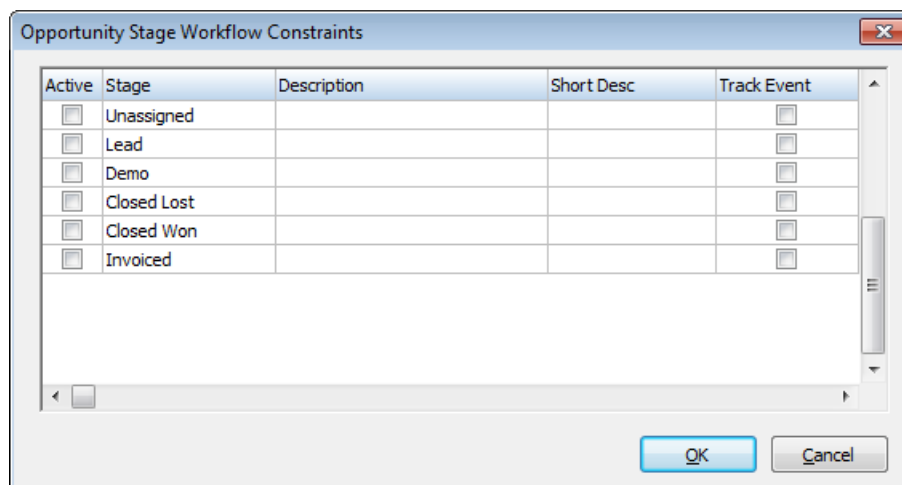 Opportunity Stage Workflow Constraints
Active Stage Description Short Desc Track Event
Unassigned
Lead
Demo
Closed Lost
Closed Won
Invoiced
OK Cancel